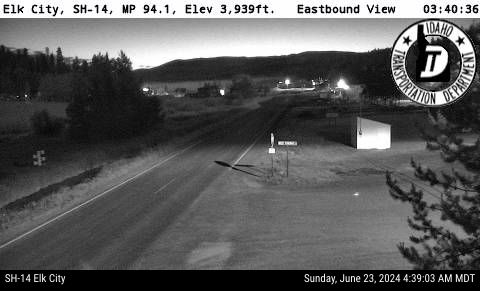 Elk City, SH-14, MP 94.1, Elev 3,939ft. Eastbound View 03:40:36
IDAHO
TRANSPORTATION DEPARTMENT
SH-14 Elk City Sunday, June 23, 2024 4:39:03 AM MDT